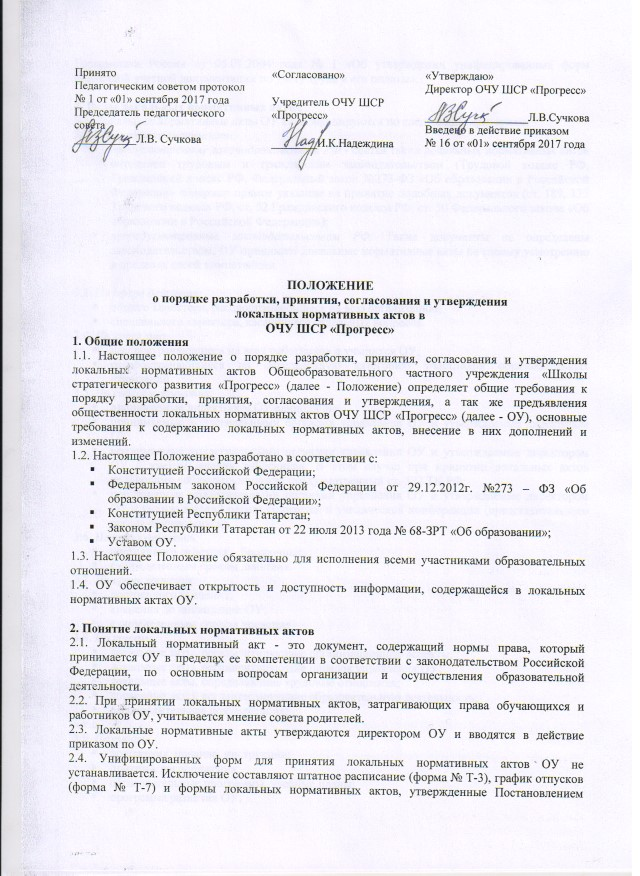 Принято
Педагогическим советом протокол
№ 1 от «01» сентября 2017 года
Председатель педагогического
совета
Л.В. Сучкова
«Согласовано»
Учредитель ОЧУ ШСР
«Прогресс»
И.К.Надеждина
«Утверждаю»
Директор ОЧУ ШСР «Прогресс»
Л.В.Сучкова
Введено в действие приказом
№ 16 от «01» сентября 2017 года
ПОЛОЖЕНИЕ
о порядке разработки, принятия, согласования и утверждения
локальных нормативных актов в
ОЧУ ШСР «Прогресс»
1. Общие положения
1.1. Настоящее положение о порядке разработки, принятия, согласования и утверждения
локальных нормативных актов Общеобразовательного частного учреждения «Школы
стратегического развития «Прогресс» (далее - Положение) определяет общие требования к
порядку разработки, принятия, согласования и утверждения, а так же предъявления
общественности локальных нормативных актов ОЧУ ШСР «Прогресс» (далее - ОУ), основные
требования к содержанию локальных нормативных актов, внесение в них дополнений и
изменений.
1.2. Настоящее Положение разработано в соответствии с:
▪ Конституцией Российской Федерации;
▪ Федеральным законом Российской Федерации от 29.12.2012г. №273 – ФЗ «Об
образовании в Российской Федерации»;
▪ Конституцией Республики Татарстан;
▪ Законом Республики Татарстан от 22 июля 2013 года № 68-ЗРТ «Об образовании»;
▪ Уставом ОУ.
1.3. Настоящее Положение обязательно для исполнения всеми участниками образовательных
отношений.
1.4. ОУ обеспечивает открытость и доступность информации, содержащейся в локальных
нормативных актах ОУ.
2. Понятие локальных нормативных актов
2.1. Локальный нормативный акт - это документ, содержащий нормы права, который
принимается ОУ в пределах ее компетенции в соответствии с законодательством Российской
Федерации, по основным вопросам организации и осуществления образовательной
деятельности.
2.2. При принятии локальных нормативных актов, затрагивающих права обучающихся и
работников ОУ, учитывается мнение совета родителей.
2.3. Локальные нормативные акты утверждаются директором ОУ и вводятся в действие
приказом по ОУ.
2.4. Унифицированных форм для принятия локальных нормативных актов ОУ не
устанавливается. Исключение составляют штатное расписание (форма № Т-3), график отпусков
(форма № Т-7) и формы локальных нормативных актов, утвержденные Постановлением